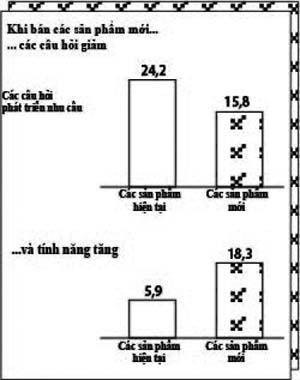 Khi bán các sản phẩm mới...
... các câu hỏi giảm
24,2
Các câu hỏi
phát triển nhu cầu
15,8
Các sản phẩm
hiện tại
Các sản phẩm
mới
...và tính năng tăng
18,3
5,9
Các sản phẩm
hiện tại
Các sản phẩm
mới